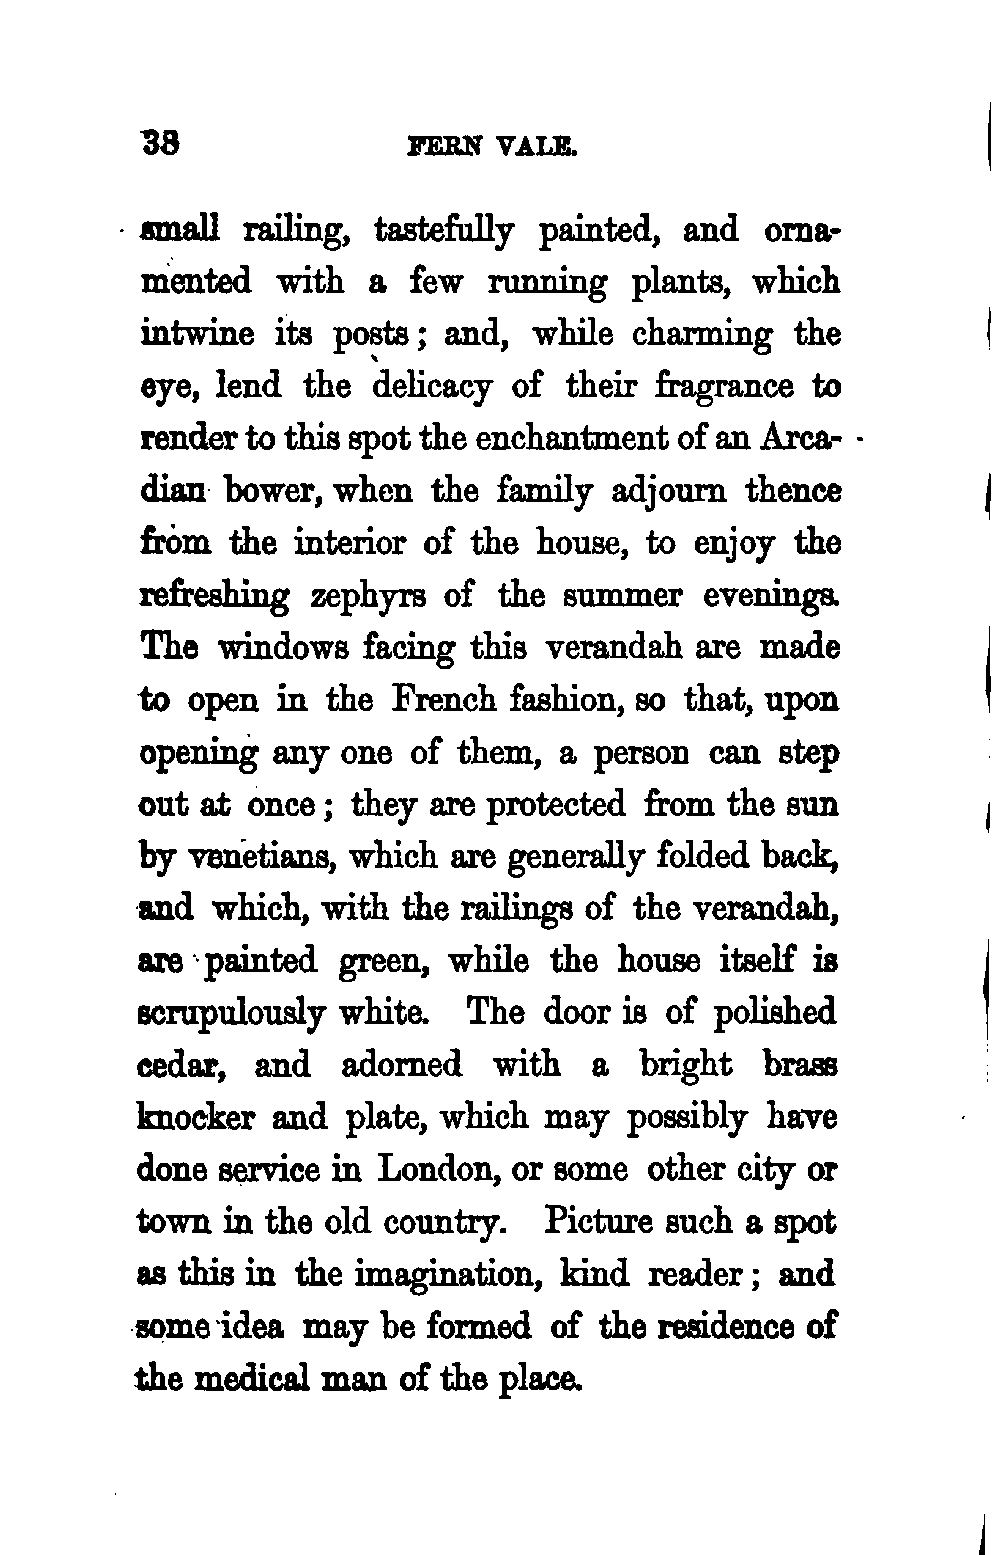 38 FERN VALE.
small railing, tastefully painted, and orna-
mented with a few running plants, which
intwine its posts; and, while charming the
eye, lend the delicacy of their fragrance to
render to this spot the enchantment of an Arca-
dian bower, when the family adjourn thence
from the interior of the house, to enjoy the
refreshing zephyrs of the summer evenings.
The windows facing this verandah are made
to open in the French fashion, so that, upon
opening any one of them, a person can step
out at once; they are protected from the sun
by venetians, which are generally folded back,
and which, with the railings of the verandah,
are painted green, while the house itself is
scrupulously white. The door is of polished
cedar, and adorned with a bright brass
knocker and plate, which may possibly have
done service in London, or some other city or
town in the old country. Picture such a spot
as this in the imagination, kind reader; and
some idea may be formed of the residence of
the medical man of the place.